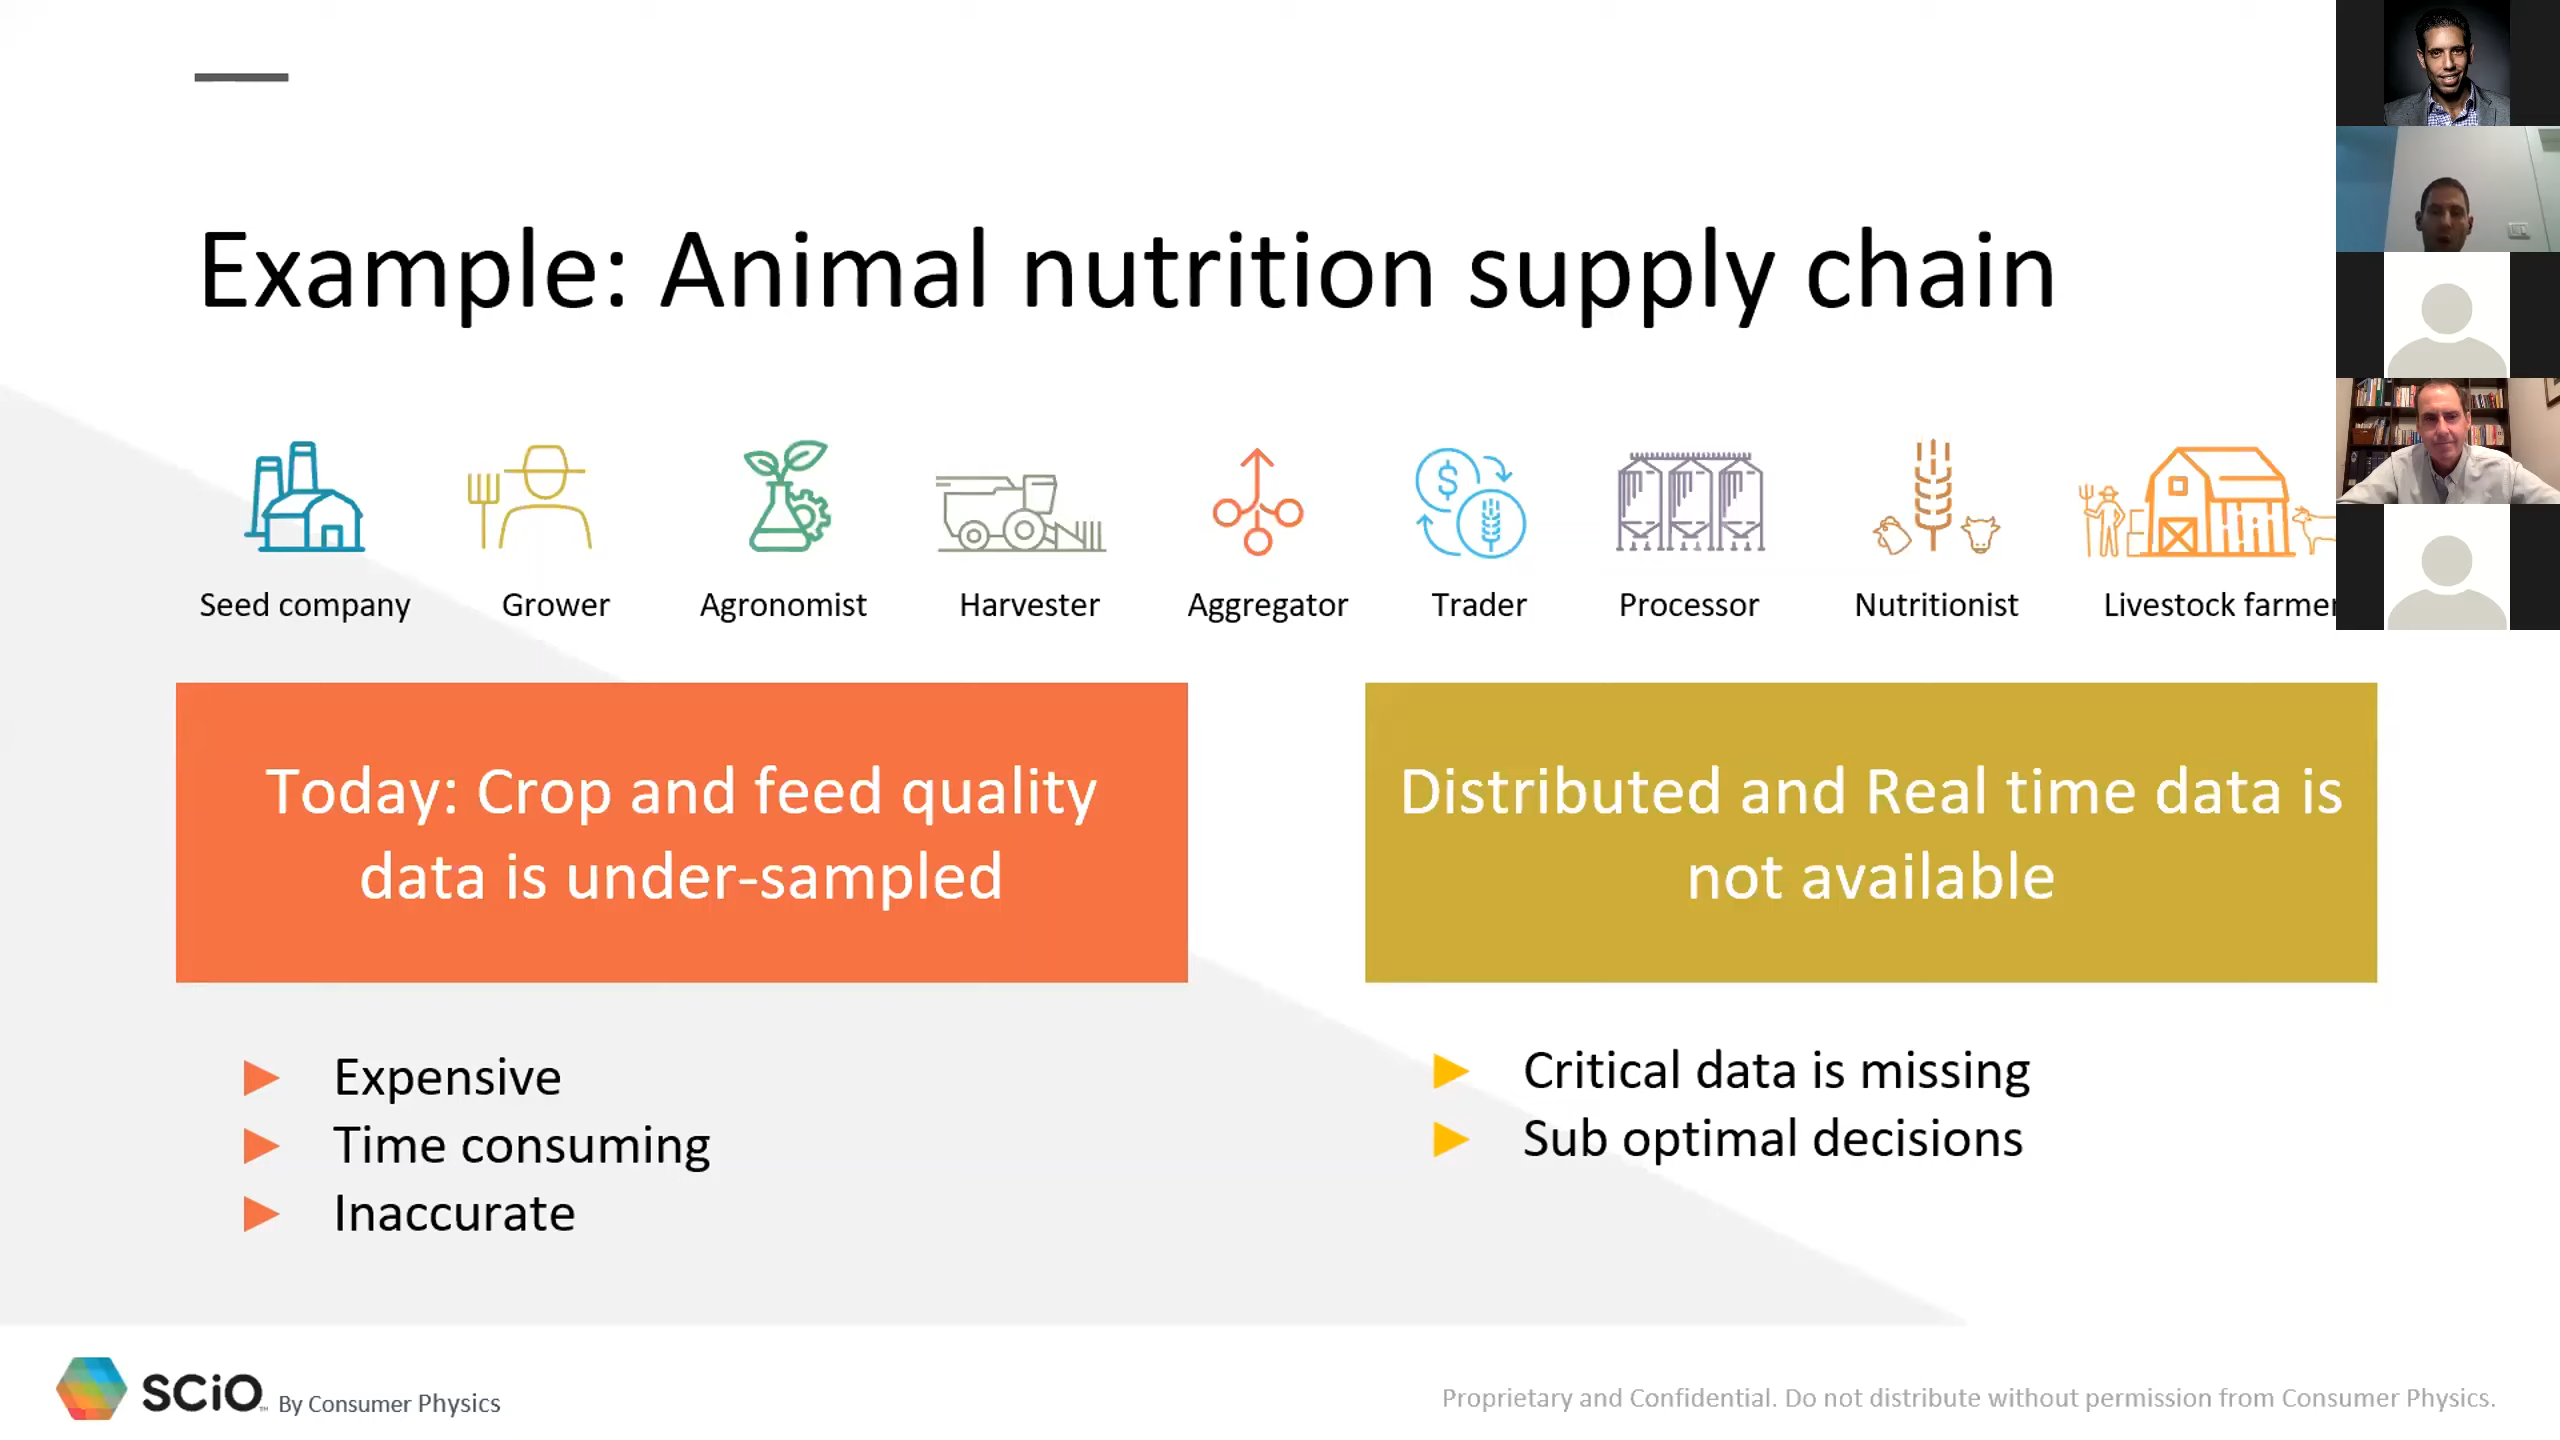 Example: Animal nutrition supply chain
Seed company Grower Agronomist Harvester Aggregator Trader Processor Nutritionist Livestock farmer
Today: Crop and feed quality
data is under-sampled
Distributed and Real time data is
not available
Expensive
Time consuming
Inaccurate
Critical data is missing
Sub optimal decisions
SCiO™ By Consumer Physics
Proprietary and Confidential. Do not distribute without permission from Consumer Physics.